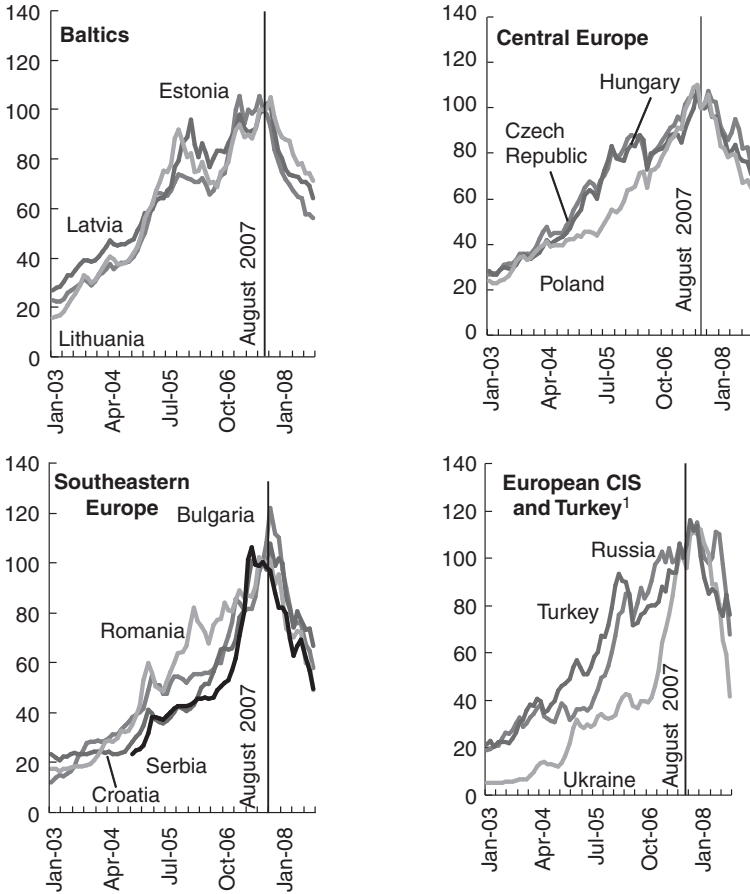 Baltics
140
120
100
80
60
40
20
0
Estonia
Latvia
Lithuania
August 2007
Jan-03
Apr-04
Jul-05
Oct-06
Jan-08
Central Europe
140
120
100
80
60
40
20
0
Hungary
Czech
Republic
Poland
August 2007
Jan-03
Apr-04
Jul-05
Oct-06
Jan-08
Southeastern
Europe
140
120
100
80
60
40
20
0
Bulgaria
Romania
Serbia
Croatia
August 2007
Jan-03
Apr-04
Jul-05
Oct-06
Jan-08
European CIS
and Turkey¹
140
120
100
80
60
40
20
0
Russia
Turkey
Ukraine
August 2007
Jan-03
Apr-04
Jul-05
Oct-06
Jan-08